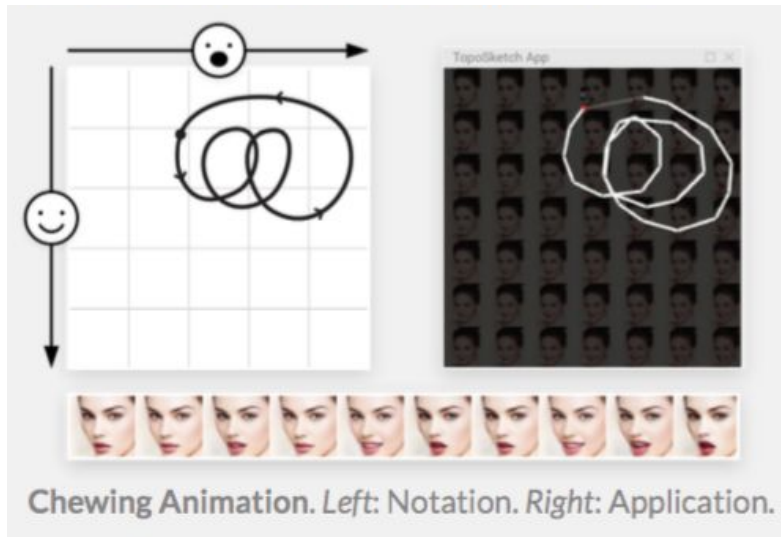 TopoSketch App
Chewing Animation. Left: Notation. Right: Application.